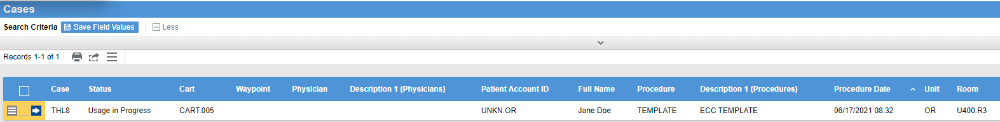 Cases
Search Criteria Save Field Values Less
Records 1-1 of 1
Case Status Cart Waypoint Physician Description 1 (Physicians) Patient Account ID Full Name Procedure Description 1 (Procedures) Procedure Date Unit Room
THL8 Usage in Progress CART.005 UNKN.OR Jane Doe TEMPLATE ECC TEMPLATE 06/17/2021 08:32 OR U400.R3